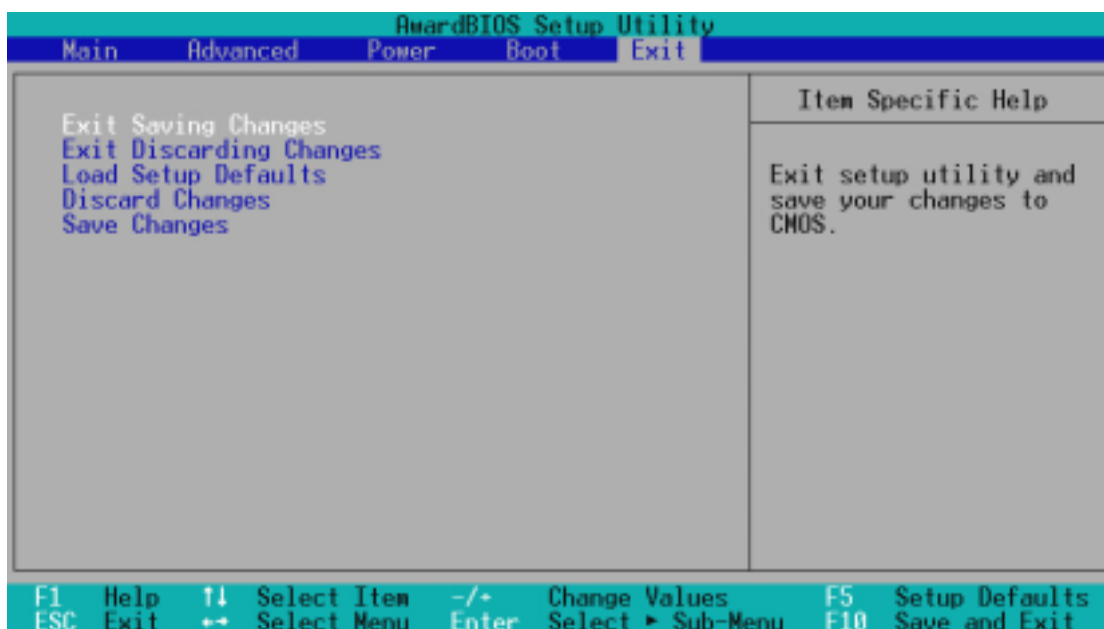 AwardBIOS Setup Utility
Main Advanced Power Boot Exit
Exit Saving Changes
Exit Discarding Changes
Load Setup Defaults
Discard Changes
Save Changes
Item Specific Help
Exit setup utility and
save your changes to
CMOS.
F1 Help ↑↓ Select Item -/+ Change Values F5 Setup Defaults
ESC Exit ←→ Select Menu Enter Select ► Sub-Menu F10 Save and Exit